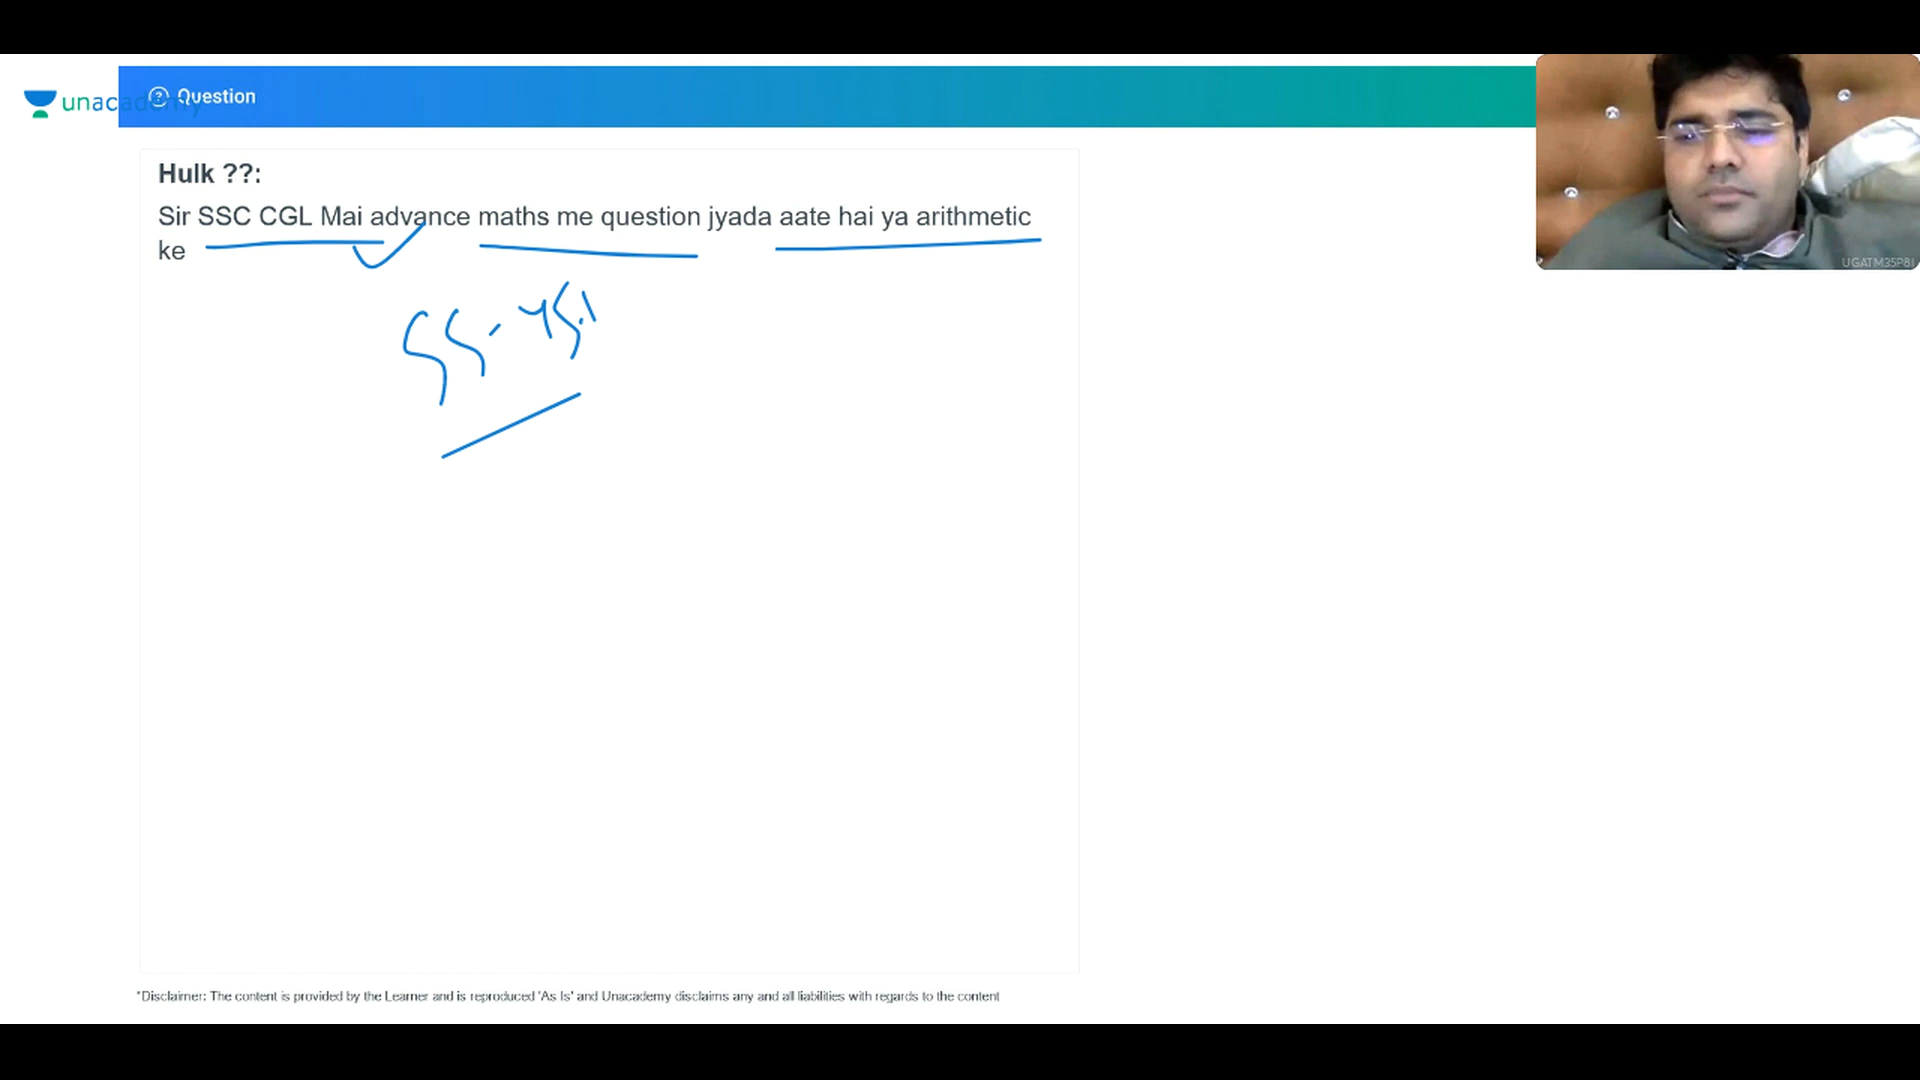 unacademy
Question
Hulk ??:
Sir SSC CGL Mai advance maths me question jyada aate hai ya arithmetic
ke
55-45%
*Disclaimer: The content is provided by the Learner and is reproduced 'As Is' and Unacademy disclaims any and all liabilities with regards to the content
UGATM35P8I